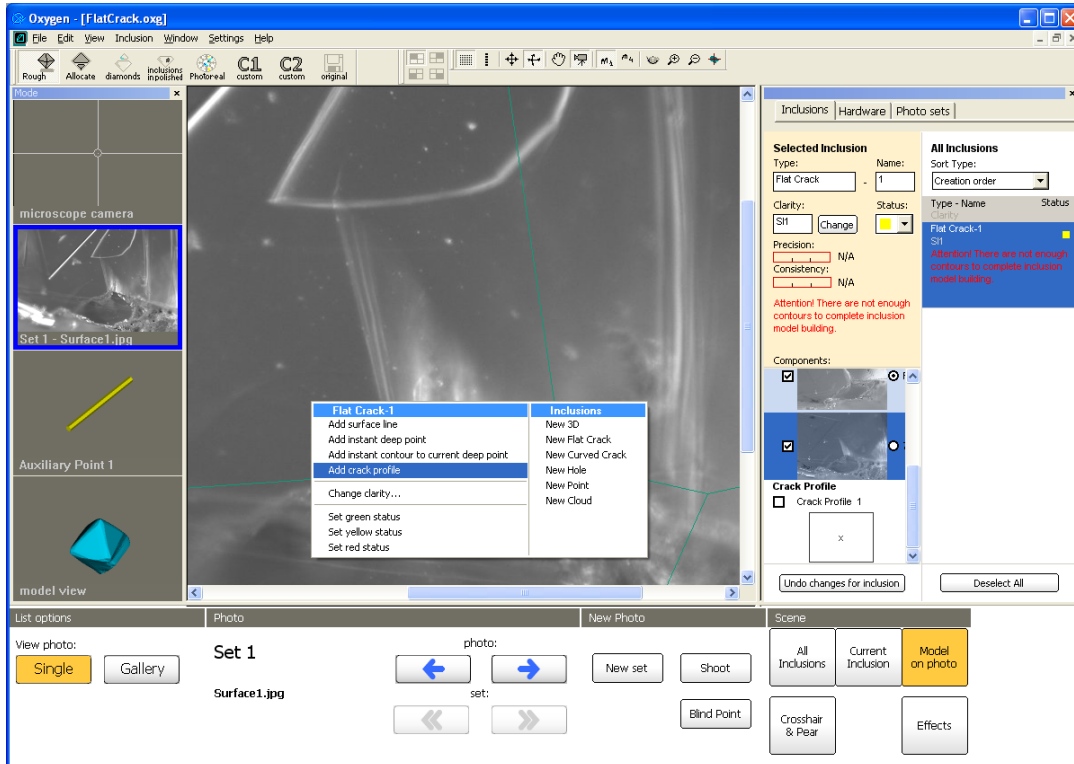 Oxygen - [FlatCrack.oxg]
File Edit View Inclusion Window Settings Help
Rough
Allocate
diamonds
inclusions inpolished
Photoreal
C1 custom
C2 custom
original
Mode
microscope camera
Set 1 - Surface1.jpg
Auxiliary Point 1
model view
Flat Crack-1
Add surface line
Add instant deep point
Add instant contour to current deep point
Add crack profile
Change clarity...
Set green status
Set yellow status
Set red status
Inclusions
New 3D
New Flat Crack
New Curved Crack
New Hole
New Point
New Cloud
Inclusions Hardware Photo sets
Selected Inclusion
Type: Name:
Flat Crack - 1
Clarity: Status:
SI1 Change
Precision:
N/A
Consistency:
N/A
Attention! There are not enough
contours to complete inclusion
model building.
Components:
Crack Profile
Crack Profile 1
x
Undo changes for inclusion
All Inclusions
Sort Type:
Creation order
Type - Name Status
Clarity
Flat Crack-1
SI1
Attention! There are not enough
contours to complete inclusion
model building.
Deselect All
List options
View photo:
Single Gallery
Photo
Set 1
Surface1.jpg
photo:
set:
New Photo
New set Shoot
Blind Point
Scene
All Inclusions
Current Inclusion
Model on photo
Crosshair & Pear
Effects